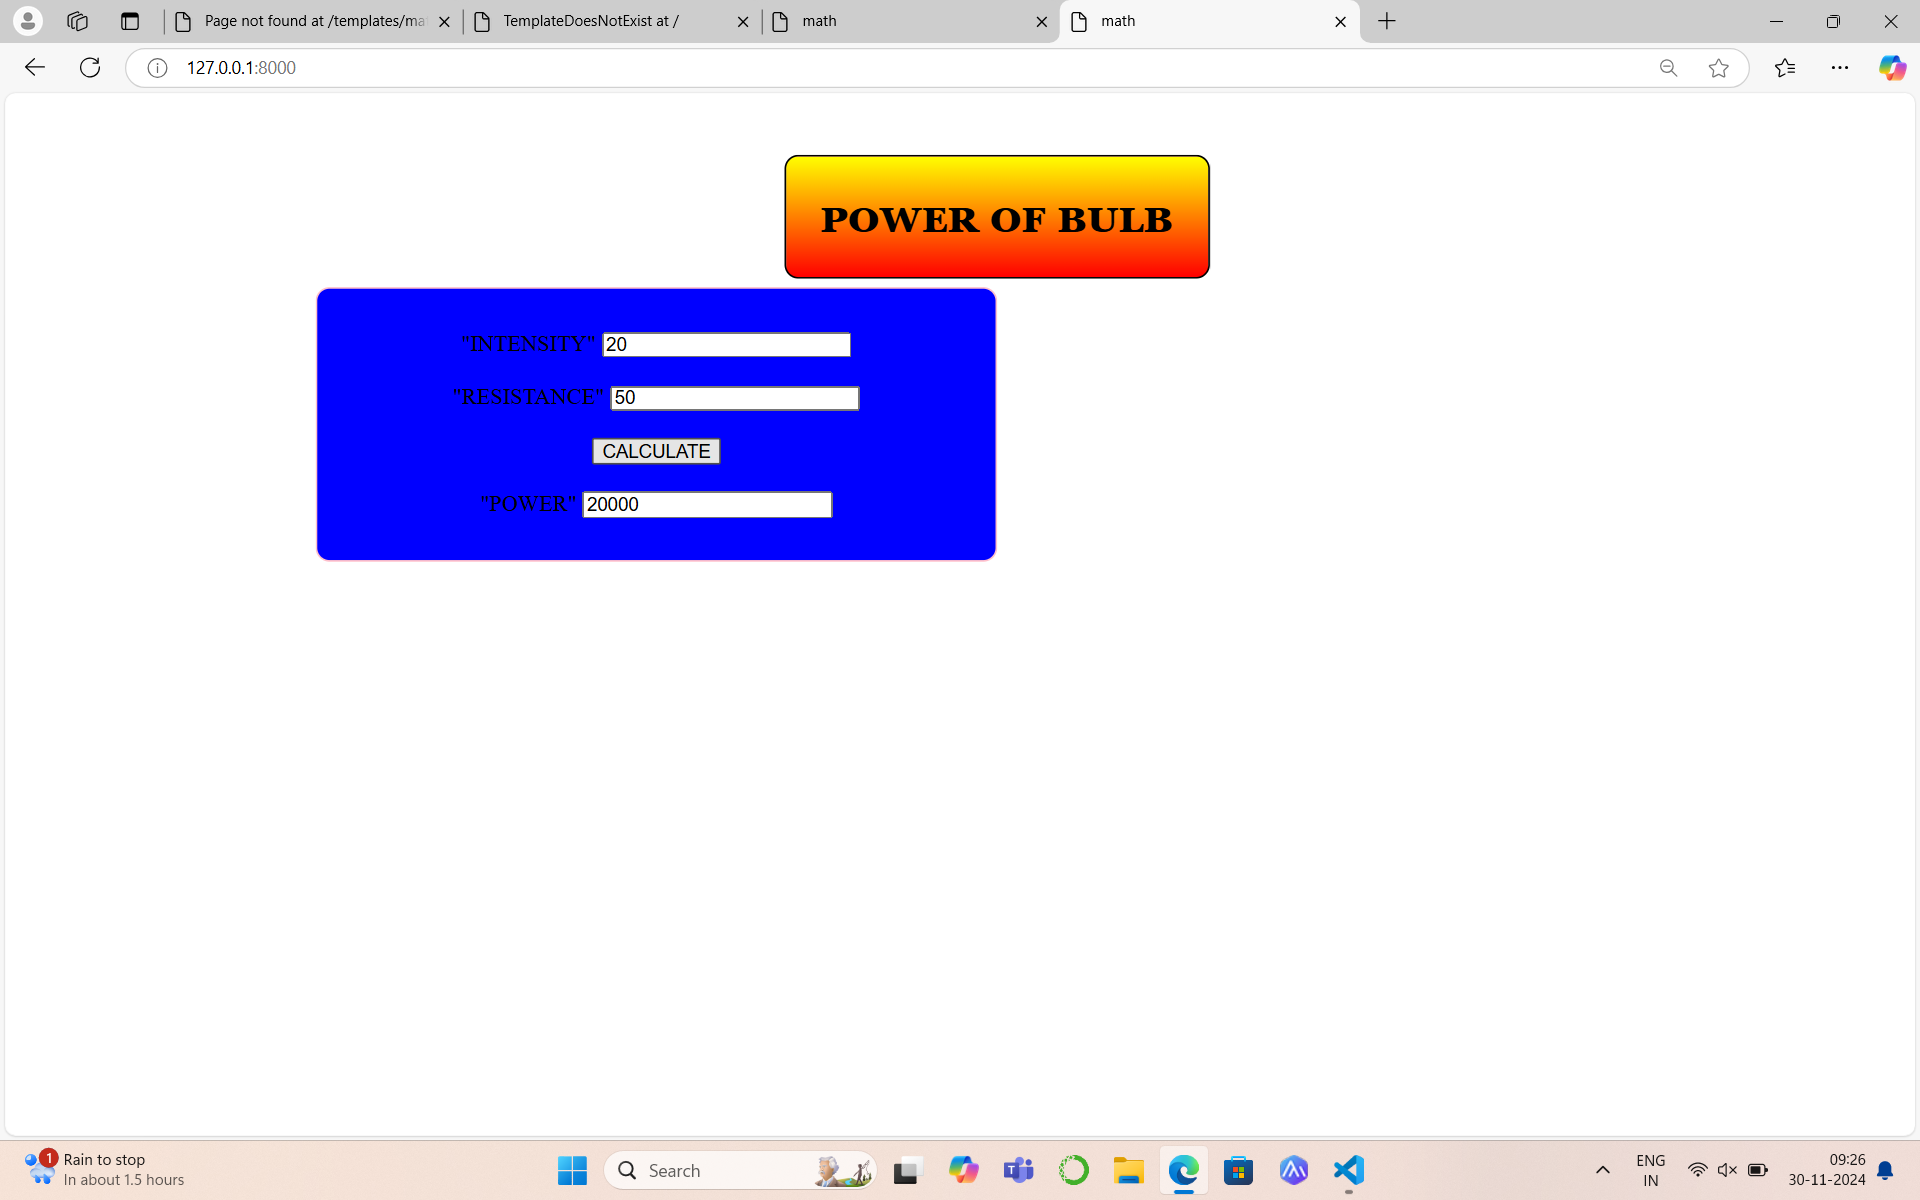 Page not found at /templates/ma
TemplateDoesNotExist at /
math
math
127.0.0.1:8000
POWER OF BULB
"INTENSITY" 20
"RESISTANCE" 50
CALCULATE
"POWER" 20000
1
Rain to stop
In about 1.5 hours
Search
ENG
IN
09:26
30-11-2024